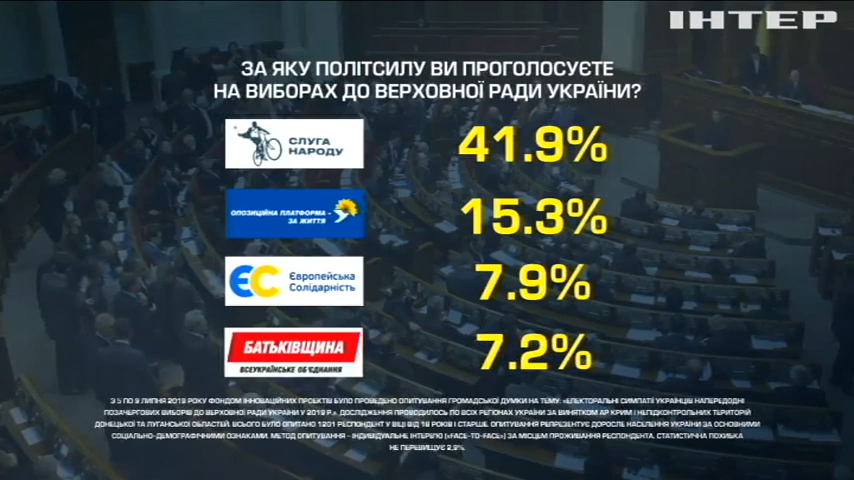 ІНТЕР
ЗА ЯКУ ПОЛІТСИЛУ ВИ ПРОГОЛОСУЄТЕ
НА ВИБОРАХ ДО ВЕРХОВНОЇ РАДИ УКРАЇНИ?
СЛУГА
НАРОДУ
41.9%
ОПОЗИЦІЙНА ПЛАТФОРМА -
ЗА ЖИТТЯ
15.3%
ЄС Європейська
Солідарність
7.9%
БАТЬКІВЩИНА
ВСЕУКРАЇНСЬКЕ ОБ'ЄДНАННЯ
7.2%
З 5 ПО 9 ЛИПНЯ 2019 РОКУ ФОНДОМ ІННОВАЦІЙНИХ ПРОЕКТІВ БУЛО ПРОВЕДЕНО ОПИТУВАННЯ ГРОМАДСЬКОЇ ДУМКИ НА ТЕМУ: «ЕЛЕКТОРАЛЬНІ СИМПАТІЇ УКРАЇНЦІВ НАПЕРЕДОДНІ
ПОЗАЧЕРГОВИХ ВИБОРІВ ДО ВЕРХОВНОЇ РАДИ УКРАЇНИ У 2019 Р.». ДОСЛІДЖЕННЯ ПРОВОДИЛОСЬ ПО ВСІХ РЕГІОНАХ УКРАЇНИ ЗА ВИНЯТКОМ АР КРИМ І НЕПІДКОНТРОЛЬНИХ ТЕРИТОРІЙ
ДОНЕЦЬКОЇ ТА ЛУГАНСЬКОЇ ОБЛАСТЕЙ. ВСЬОГО БУЛО ОПИТАНО 1201 РЕСПОНДЕНТ У ВІЦІ ВІД 18 РОКІВ І СТАРШЕ. ОПИТУВАННЯ РЕПРЕЗЕНТУЄ ДОРОСЛЕ НАСЕЛЕННЯ УКРАЇНИ ЗА ОСНОВНИМИ
СОЦІАЛЬНО-ДЕМОГРАФІЧНИМИ ОЗНАКАМИ. МЕТОД ОПИТУВАННЯ - ІНДИВІДУАЛЬНЕ ІНТЕРВ'Ю («FACE-TO-FACE») ЗА МІСЦЕМ ПРОЖИВАННЯ РЕСПОНДЕНТА. СТАТИСТИЧНА ПОХИБКА
НЕ ПЕРЕВИЩУЄ 2,9%.